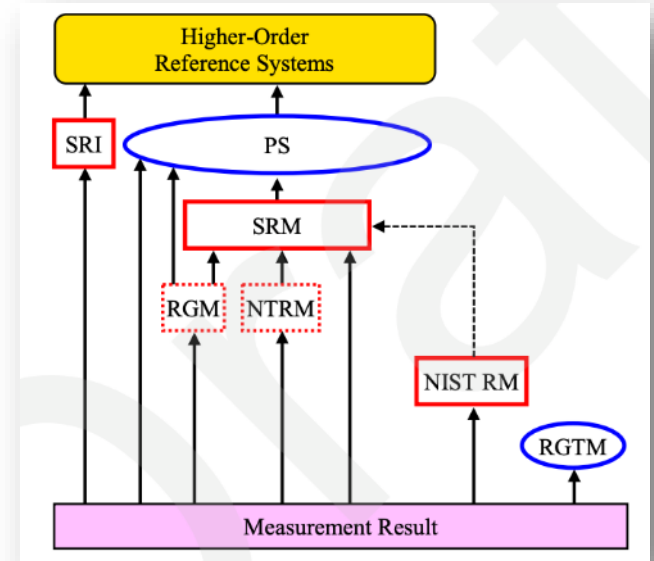 Higher-Order
Reference Systems
SRI
PS
SRM
RGM
NTRM
NIST RM
RGTM
Measurement Result